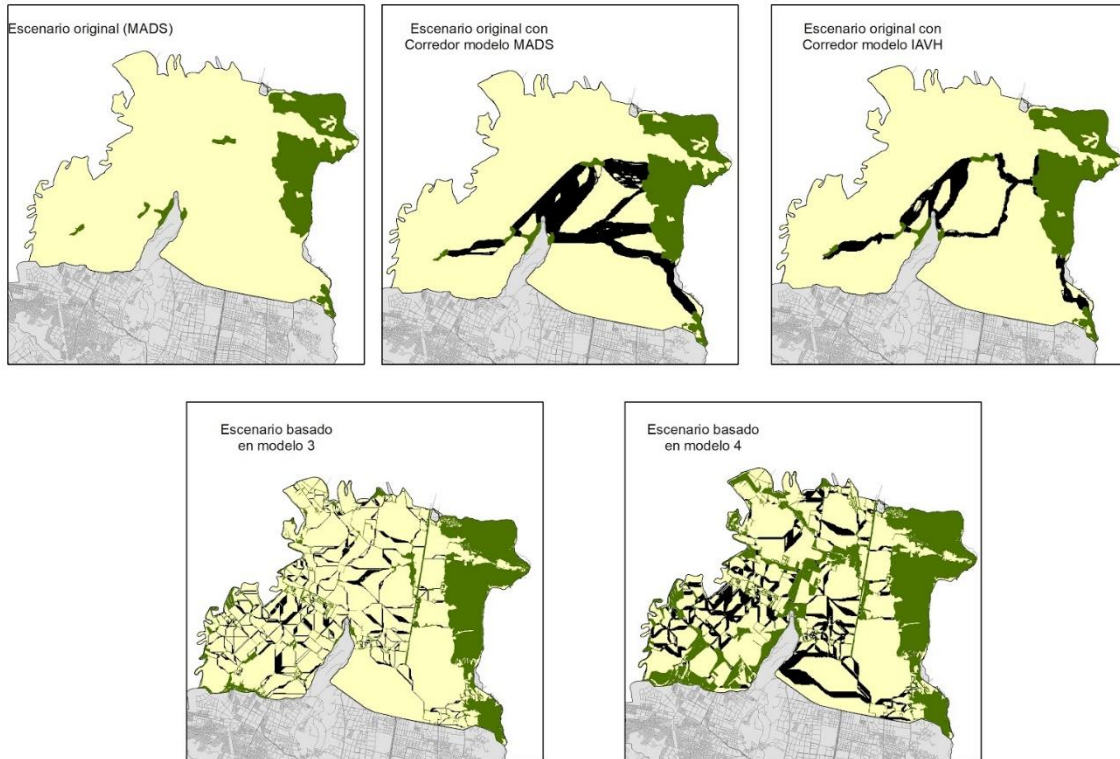 Escenario original (MADS)
Escenario original con
Corredor modelo MADS
Escenario original con
Corredor modelo IAVH
Escenario basado
en modelo 3
Escenario basado
en modelo 4